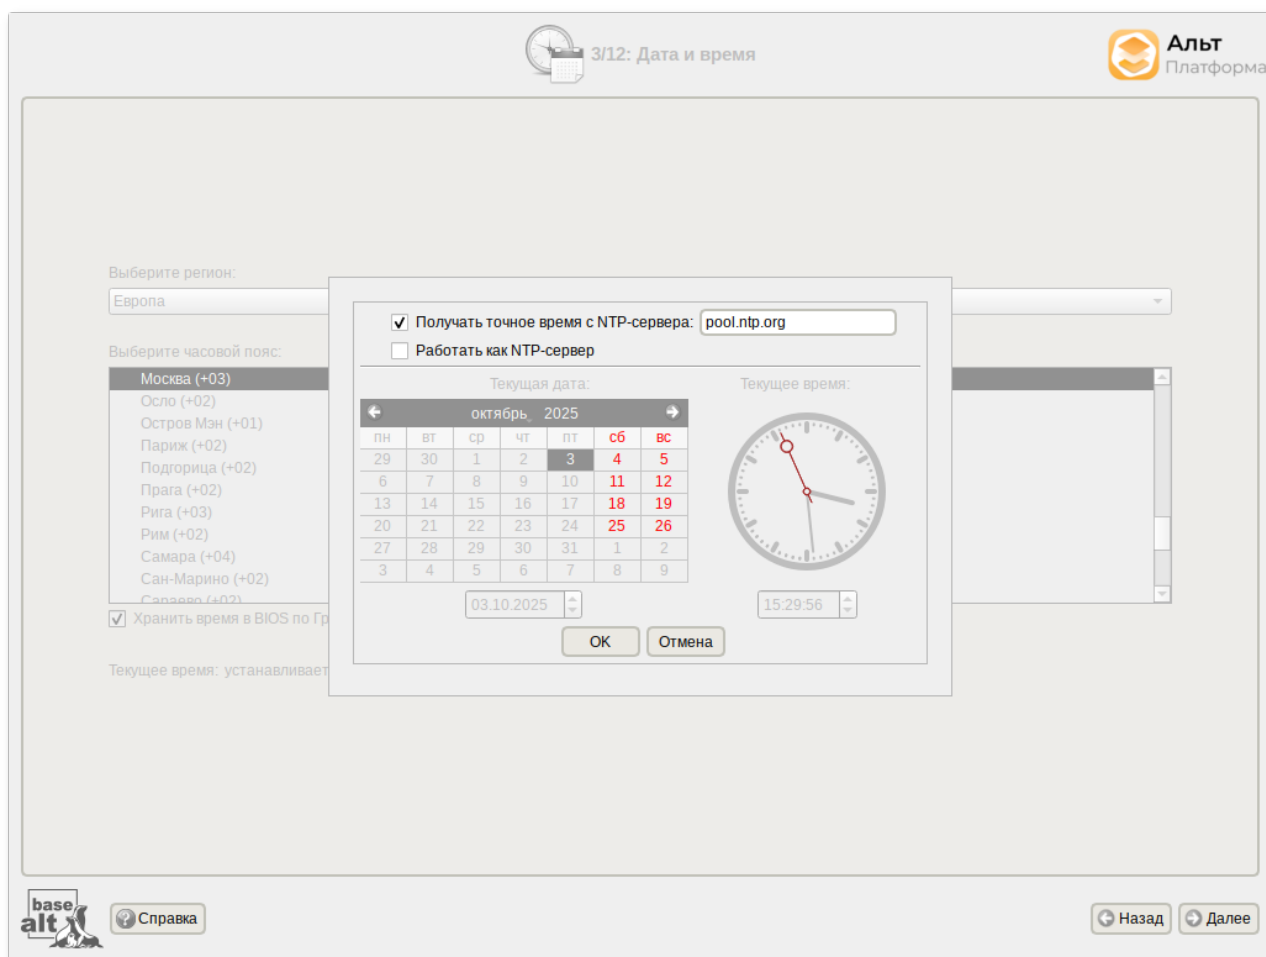 3/12: Дата и время
Альт
Платформа
Выберите регион:
Европа
Получать точное время с NTP-сервера: pool.ntp.org
Работать как NTP-сервер
Выберите часовой пояс:
Москва (+03)
Осло (+02)
Остров Мэн (+01)
Париж (+02)
Подгорица (+02)
Прага (+02)
Рига (+03)
Рим (+02)
Самара (+04)
Сан-Марино (+02)
Сараево (+02)
Текущая дата:
октябрь, 2025
пн вт ср чт пт сб вс
29 30 1 2 3 4 5
6 7 8 9 10 11 12
13 14 15 16 17 18 19
20 21 22 23 24 25 26
27 28 29 30 31 1 2
3 4 5 6 7 8 9
03.10.2025
Текущее время:
15:29:56
OK
Отмена
Хранить время в BIOS по Гр
Текущее время: устанавливает
base
alt
Справка
Назад
Далее